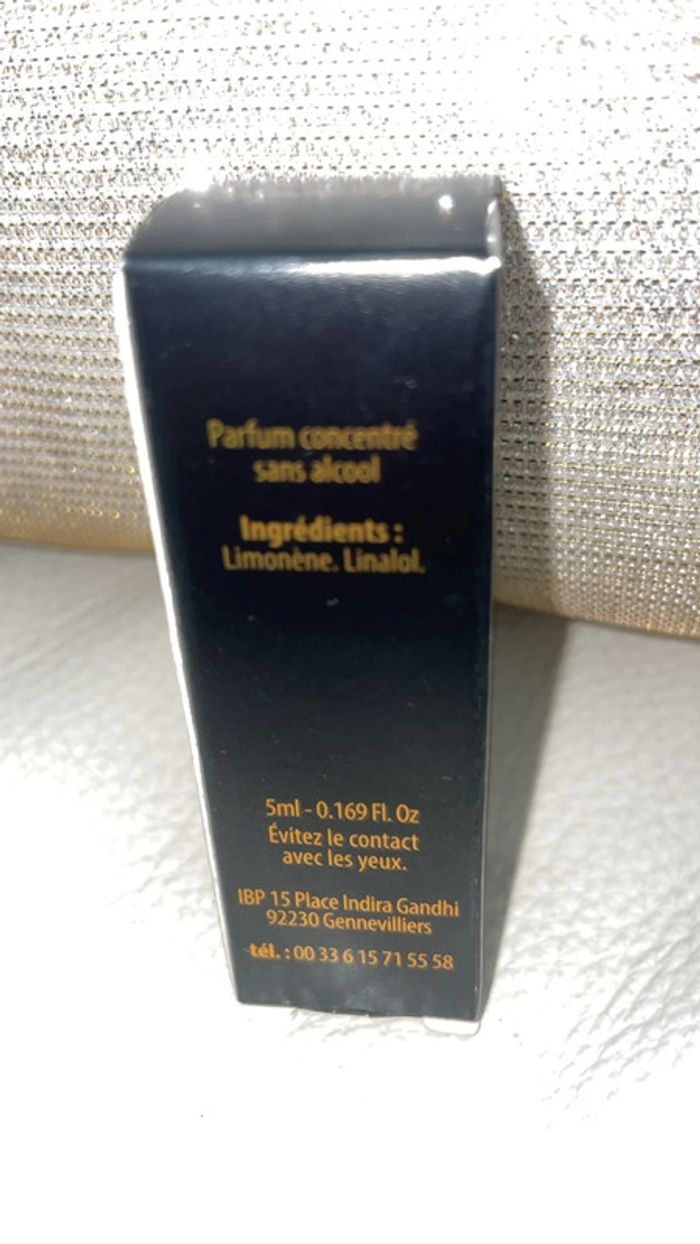 Parfum concentré
sans alcool
Ingrédients :
Limonène. Linalol.
5ml - 0.169 Fl. Oz
Évitez le contact
avec les yeux.
IBP 15 Place Indira Gandhi
92230 Gennevilliers
tél. : 00 33 6 15 71 55 58